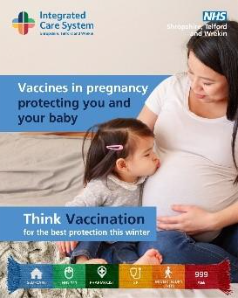 Integrated
Care System
Shropshire, Telford and Wrekin
NHS
Shropshire, Telford
and Wrekin
Vaccines in pregnancy
protecting you and
your baby
Think Vaccination
for the best protection this winter
999